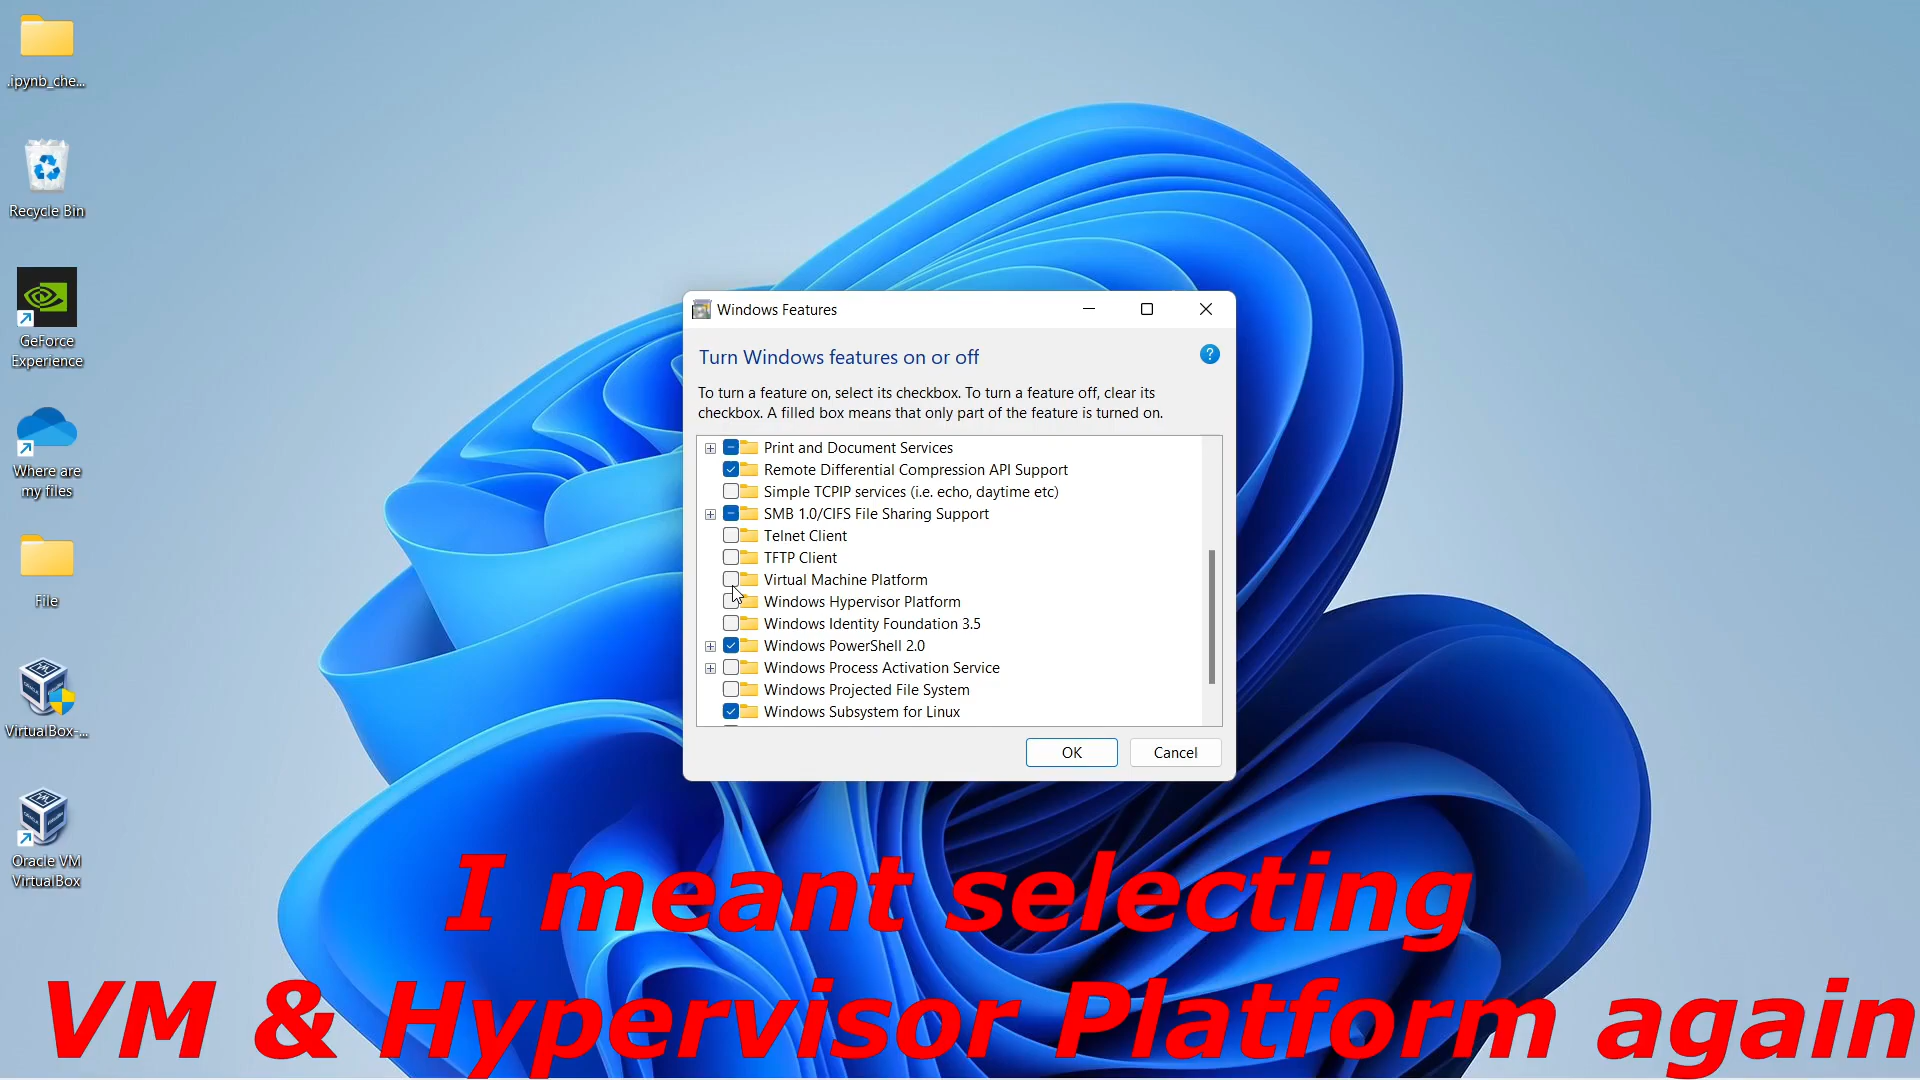 .ipynb_che...
Recycle Bin
GeForce
Experience
Where are
my files
File
VirtualBox-...
Oracle VM
VirtualBox
Windows Features
Turn Windows features on or off
To turn a feature on, select its checkbox. To turn a feature off, clear its
checkbox. A filled box means that only part of the feature is turned on.
Print and Document Services
Remote Differential Compression API Support
Simple TCPIP services (i.e. echo, daytime etc)
SMB 1.0/CIFS File Sharing Support
Telnet Client
TFTP Client
Virtual Machine Platform
Windows Hypervisor Platform
Windows Identity Foundation 3.5
Windows PowerShell 2.0
Windows Process Activation Service
Windows Projected File System
Windows Subsystem for Linux
OK
Cancel
I meant selecting
VM & Hypervisor Platform again